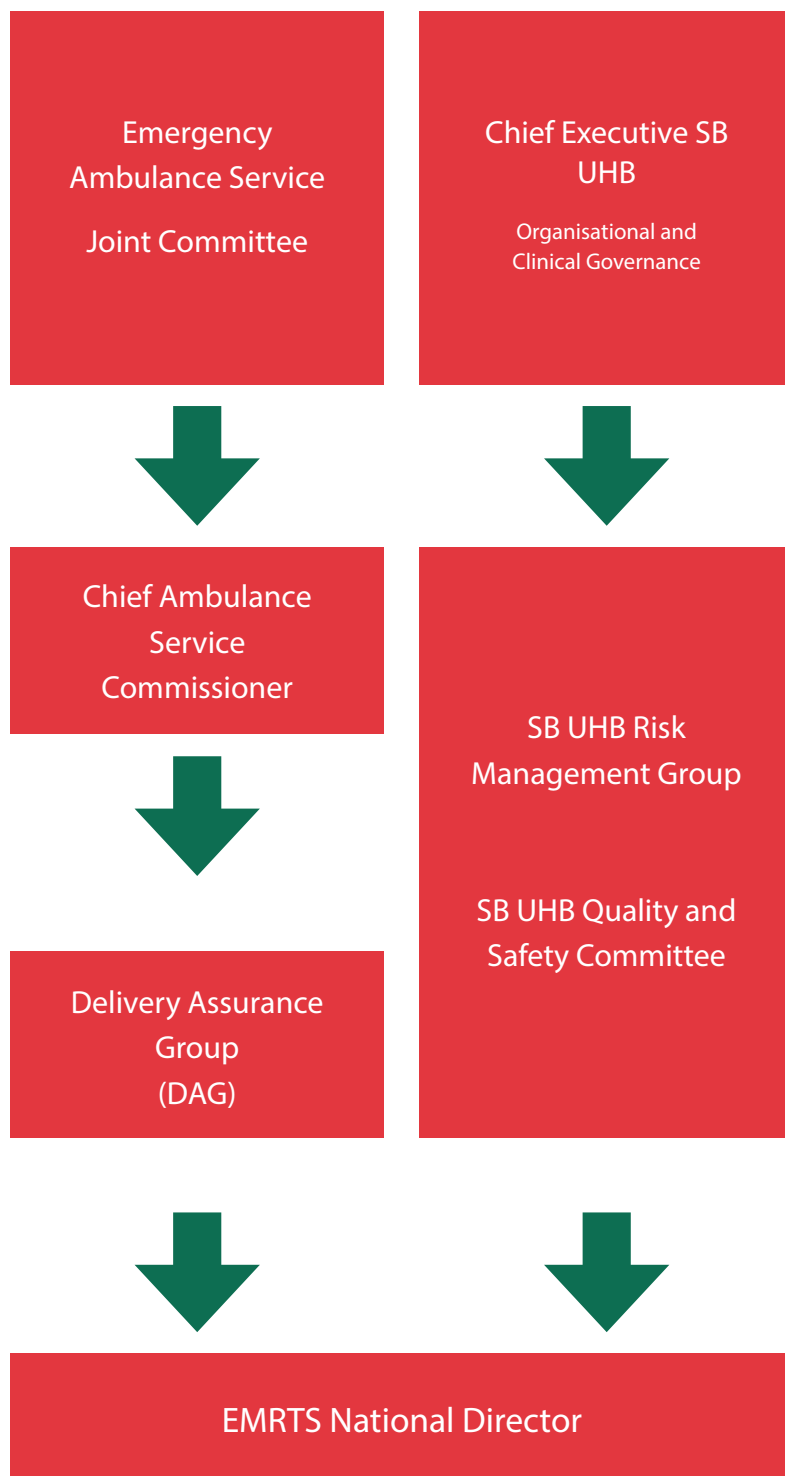 Emergency
Ambulance Service
Joint Committee
Chief Executive SB
UHB
Organisational and
Clinical Governance
Chief Ambulance
Service
Commissioner
SB UHB Risk
Management Group
SB UHB Quality and
Safety Committee
Delivery Assurance
Group
(DAG)
EMRTS National Director